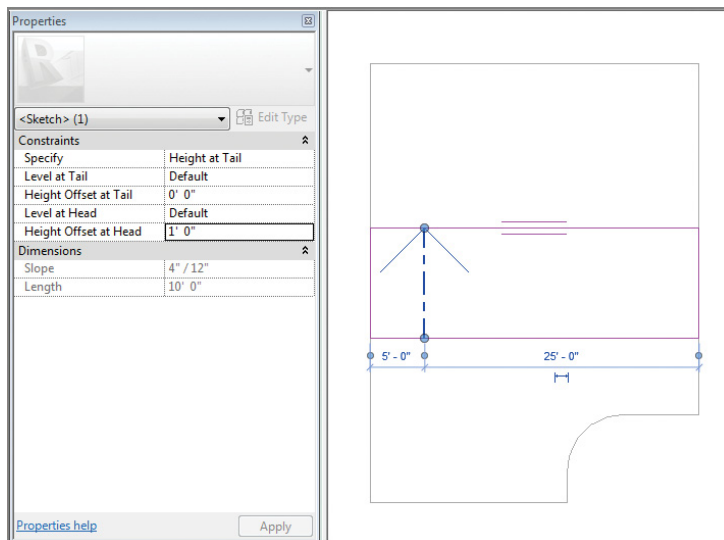 Properties
<Sketch> (1)
Edit Type
Constraints
Specify Height at Tail
Level at Tail Default
Height Offset at Tail 0' 0"
Level at Head Default
Height Offset at Head 1' 0"
Dimensions
Slope 4" / 12"
Length 10' 0"
Properties help
Apply
5' - 0" 25' - 0"